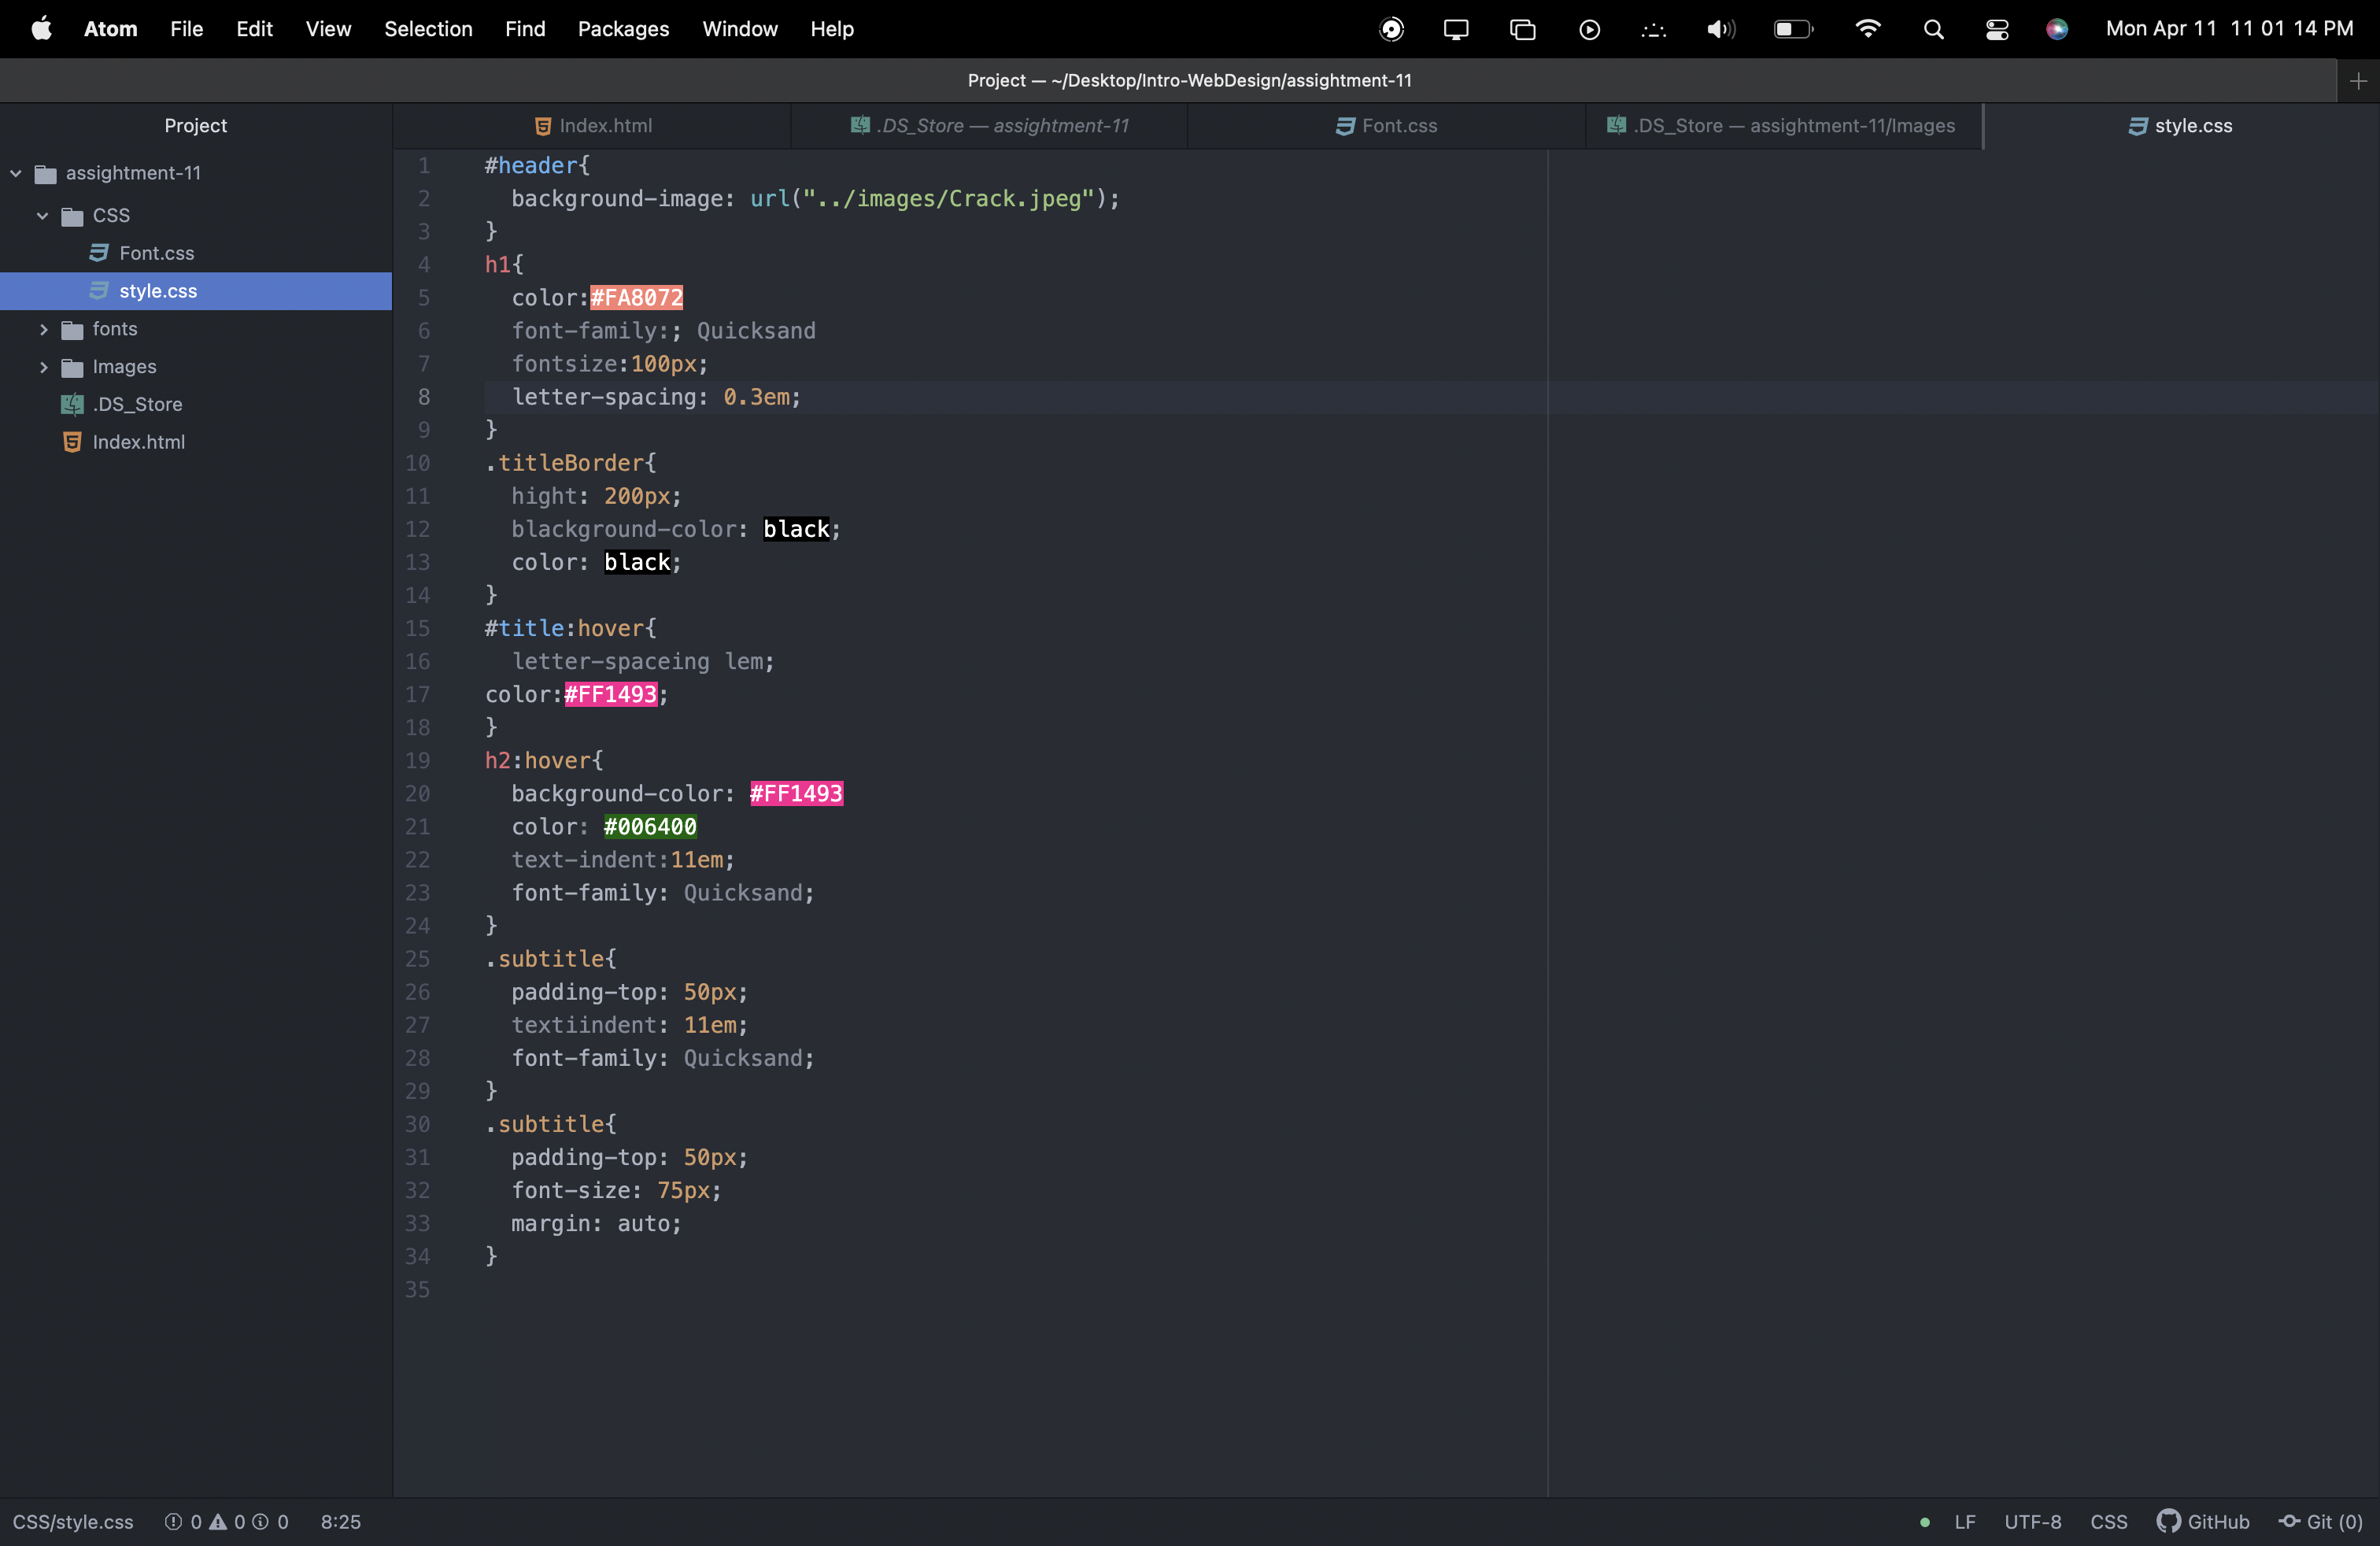 Atom File Edit View Selection Find Packages Window Help Mon Apr 11 11 01 14 PM
Project — ~/Desktop/Intro-WebDesign/assightment-11
Project
assightment-11
CSS
Font.css
style.css
fonts
Images
.DS_Store
Index.html
Index.html .DS_Store — assightment-11 Font.css .DS_Store — assightment-11/Images style.css
1 #header{
2 background-image: url("../images/Crack.jpeg");
3 }
4 h1{
5 color:#FA8072
6 font-family:; Quicksand
7 fontsize:100px;
8 letter-spacing: 0.3em;
9 }
10 .titleBorder{
11 hight: 200px;
12 blackground-color: black;
13 color: black;
14 }
15 #title:hover{
16 letter-spaceing lem;
17 color:#FF1493;
18 }
19 h2:hover{
20 background-color: #FF1493
21 color: #006400
22 text-indent:11em;
23 font-family: Quicksand;
24 }
25 .subtitle{
26 padding-top: 50px;
27 textiindent: 11em;
28 font-family: Quicksand;
29 }
30 .subtitle{
31 padding-top: 50px;
32 font-size: 75px;
33 margin: auto;
34 }
35
CSS/style.css 0 0 0 8:25 LF UTF-8 CSS GitHub Git (0)